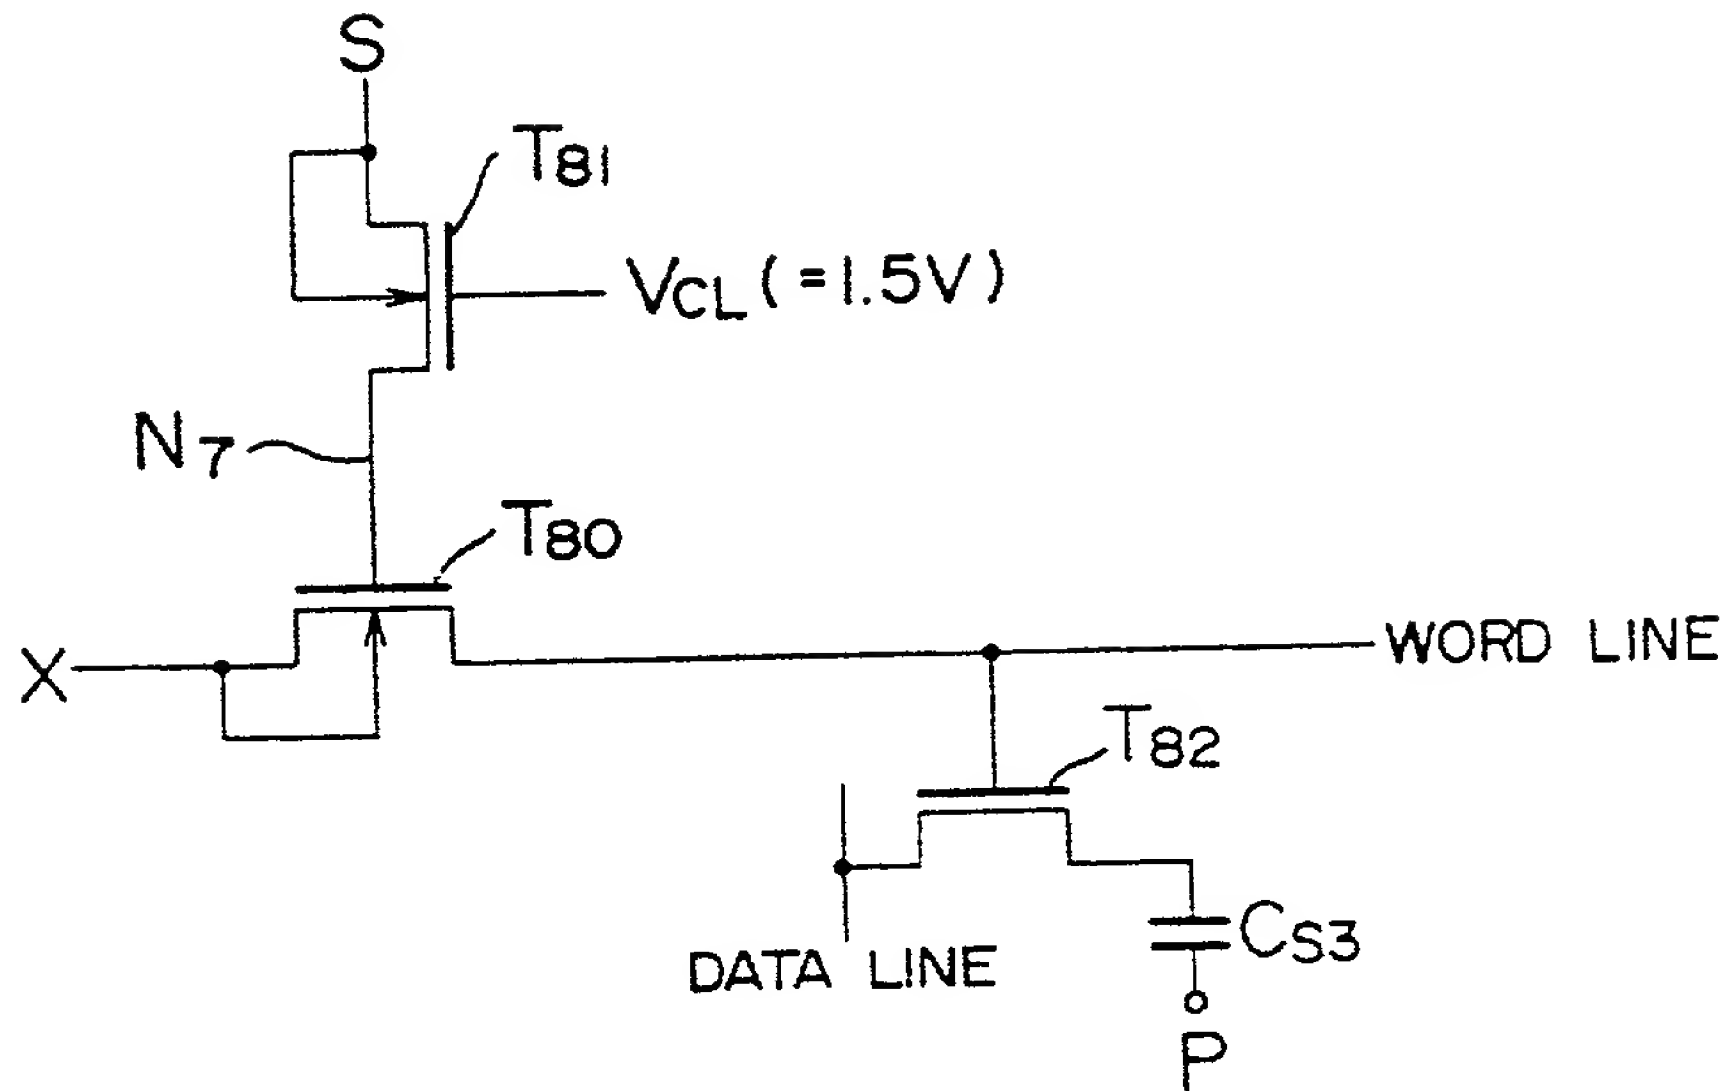 S
T81
VCL (=1.5V)
N7
T80
X
WORD LINE
T82
CS3
DATA LINE
P